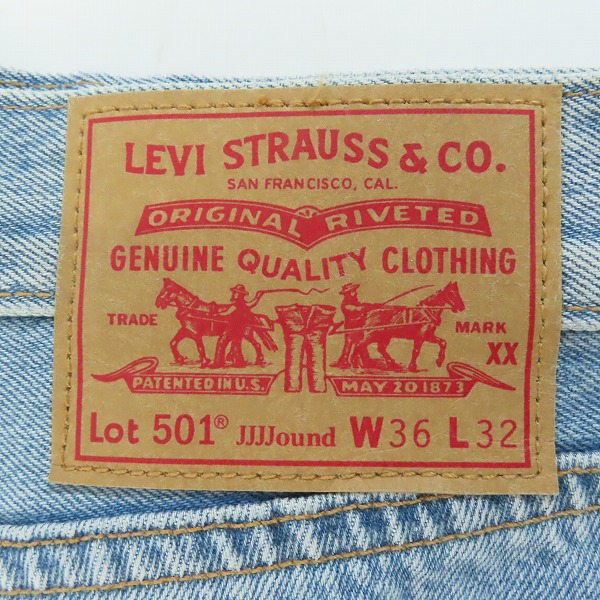 LEVI STRAUSS & CO.
SAN FRANCISCO, CAL.
ORIGINAL RIVETED
GENUINE QUALITY CLOTHING
TRADE MARK
XX
PATENTED IN U.S. MAY 20 1873
Lot 501® JJJJound W36 L32